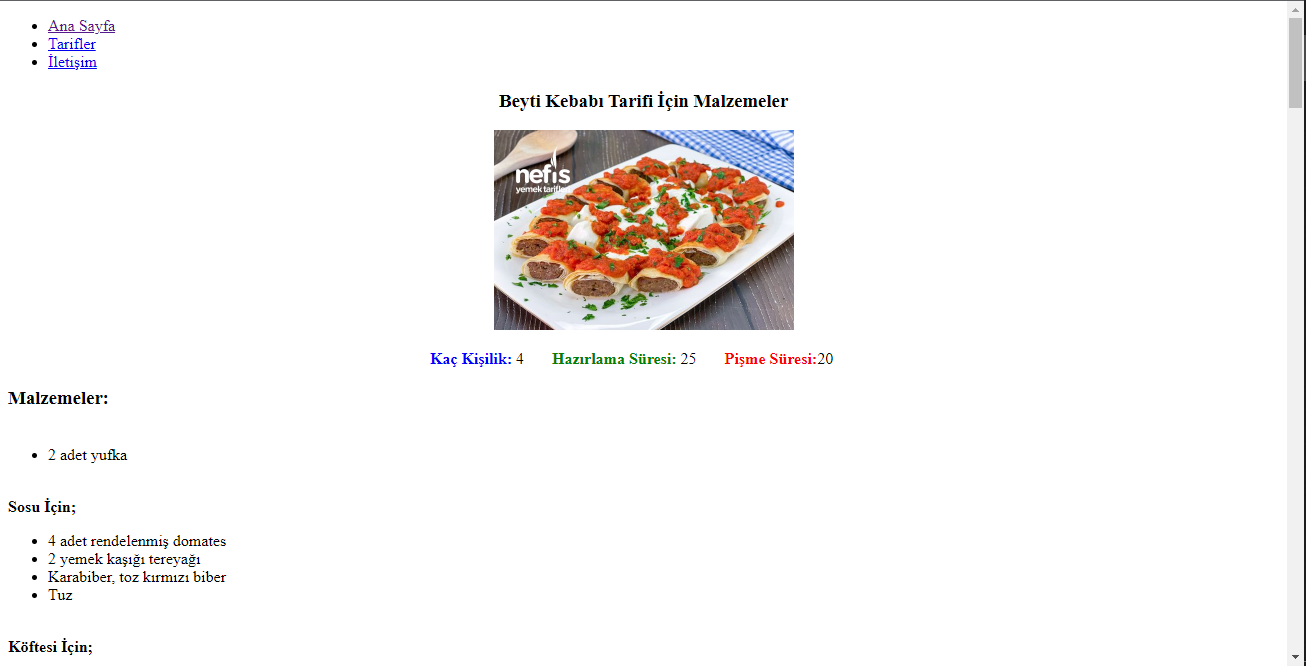 Ana Sayfa
Tarifler
İletişim
Beyti Kebabı Tarifi İçin Malzemeler
nefis
yemek tarifleri
Kaç Kişilik: 4 Hazırlama Süresi: 25 Pişme Süresi:20
Malzemeler:
2 adet yufka
Sosu İçin;
4 adet rendelenmiş domates
2 yemek kaşığı tereyağı
Karabiber, toz kırmızı biber
Tuz
Köftesi İçin;